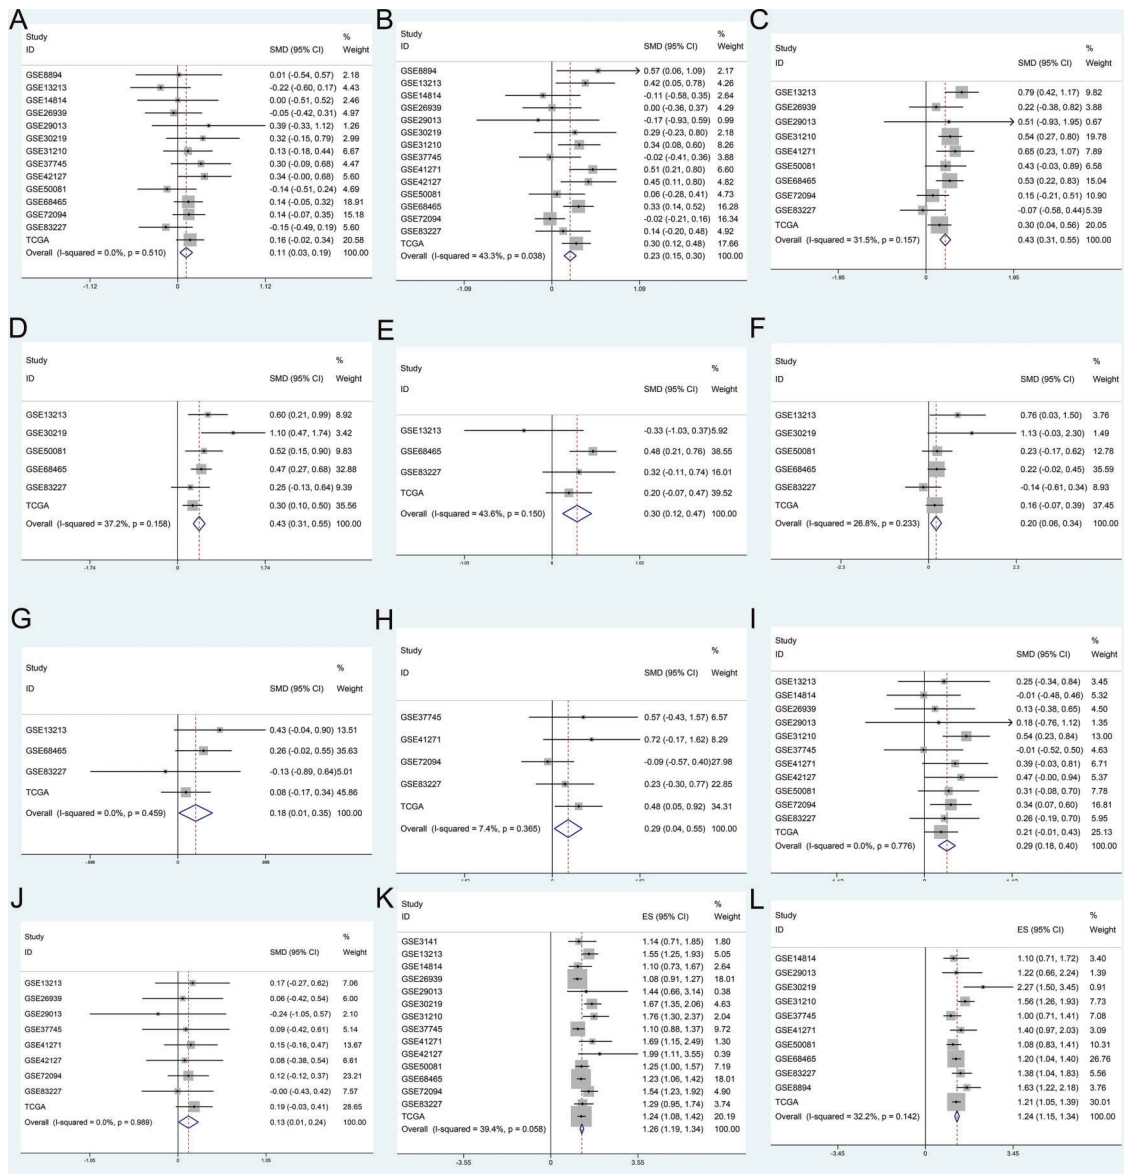 A
Study
%
ID SMD (95% CI) Weight
GSE8894 0.01 (-0.54, 0.57) 2.18
GSE13213 -0.22 (-0.60, 0.17) 4.43
GSE14814 0.00 (-0.51, 0.52) 2.46
GSE26939 -0.05 (-0.42, 0.31) 4.97
GSE29013 0.39 (-0.33, 1.12) 1.26
GSE30219 0.32 (-0.15, 0.79) 2.99
GSE31210 0.13 (-0.18, 0.44) 6.67
GSE37745 0.30 (-0.09, 0.68) 4.47
GSE42127 0.34 (-0.00, 0.68) 5.60
GSE50081 -0.14 (-0.51, 0.24) 4.69
GSE68465 0.14 (-0.05, 0.32) 18.91
GSE72094 0.14 (-0.07, 0.35) 15.18
GSE83227 -0.15 (-0.49, 0.19) 5.60
TCGA 0.16 (-0.02, 0.34) 20.58
Overall (I-squared = 0.0%, p = 0.510) 0.11 (0.03, 0.19) 100.00
-1.12 0 1.12
B
Study
%
ID SMD (95% CI) Weight
GSE8894 0.57 (0.06, 1.09) 2.17
GSE13213 0.42 (0.05, 0.78) 4.26
GSE14814 -0.11 (-0.58, 0.35) 2.64
GSE26939 0.00 (-0.36, 0.37) 4.29
GSE29013 -0.17 (-0.93, 0.59) 0.99
GSE30219 0.29 (-0.23, 0.80) 2.18
GSE31210 0.34 (0.08, 0.60) 8.26
GSE37745 -0.02 (-0.41, 0.36) 3.88
GSE41271 0.51 (0.21, 0.80) 6.60
GSE42127 0.45 (0.11, 0.80) 4.82
GSE50081 0.06 (-0.28, 0.41) 4.73
GSE68465 0.33 (0.14, 0.52) 16.28
GSE72094 -0.02 (-0.21, 0.16) 16.34
GSE83227 0.14 (-0.20, 0.48) 4.92
TCGA 0.30 (0.12, 0.48) 17.66
Overall (I-squared = 43.3%, p = 0.038) 0.23 (0.15, 0.30) 100.00
-1.09 0 1.09
C
Study
%
ID SMD (95% CI) Weight
GSE13213 0.79 (0.42, 1.17) 9.82
GSE26939 0.22 (-0.38, 0.82) 3.88
GSE29013 0.51 (-0.93, 1.95) 0.67
GSE31210 0.54 (0.27, 0.80) 19.78
GSE41271 0.65 (0.23, 1.07) 7.89
GSE50081 0.43 (-0.03, 0.89) 6.58
GSE68465 0.53 (0.22, 0.83) 15.04
GSE72094 0.15 (-0.21, 0.51) 10.90
GSE83227 -0.07 (-0.58, 0.44) 5.39
TCGA 0.30 (0.04, 0.56) 20.05
Overall (I-squared = 31.5%, p = 0.157) 0.43 (0.31, 0.55) 100.00
-1.95 0 1.95
D
Study
%
ID SMD (95% CI) Weight
GSE13213 0.60 (0.21, 0.99) 8.92
GSE30219 1.10 (0.47, 1.74) 3.42
GSE50081 0.52 (0.15, 0.90) 9.83
GSE68465 0.47 (0.27, 0.68) 32.88
GSE83227 0.25 (-0.13, 0.64) 9.39
TCGA 0.30 (0.10, 0.50) 35.56
Overall (I-squared = 37.2%, p = 0.158) 0.43 (0.31, 0.55) 100.00
-1.74 0 1.74
E
Study
%
ID SMD (95% CI) Weight
GSE13213 -0.33 (-1.03, 0.37) 5.92
GSE68465 0.48 (0.21, 0.76) 38.55
GSE83227 0.32 (-0.11, 0.74) 16.01
TCGA 0.20 (-0.07, 0.47) 39.52
Overall (I-squared = 43.6%, p = 0.150) 0.30 (0.12, 0.47) 100.00
0
F
Study
%
ID SMD (95% CI) Weight
GSE13213 0.76 (0.03, 1.50) 3.76
GSE30219 1.13 (-0.03, 2.30) 1.49
GSE50081 0.23 (-0.17, 0.62) 12.78
GSE68465 0.22 (-0.02, 0.45) 35.59
GSE83227 -0.14 (-0.61, 0.34) 8.93
TCGA 0.16 (-0.07, 0.39) 37.45
Overall (I-squared = 26.8%, p = 0.233) 0.20 (0.06, 0.34) 100.00
-2.3 0 2.3
G
Study
%
ID SMD (95% CI) Weight
GSE13213 0.43 (-0.04, 0.90) 13.51
GSE68465 0.26 (-0.02, 0.55) 35.63
GSE83227 -0.13 (-0.89, 0.64) 5.01
TCGA 0.08 (-0.17, 0.34) 45.86
Overall (I-squared = 0.0%, p = 0.459) 0.18 (0.01, 0.35) 100.00
0
H
Study
%
ID SMD (95% CI) Weight
GSE37745 0.57 (-0.43, 1.57) 6.57
GSE41271 0.72 (-0.17, 1.62) 8.29
GSE72094 -0.09 (-0.57, 0.40) 27.98
GSE83227 0.23 (-0.30, 0.77) 22.85
TCGA 0.48 (0.05, 0.92) 34.31
Overall (I-squared = 7.4%, p = 0.365) 0.29 (0.04, 0.55) 100.00
I
Study
%
ID SMD (95% CI) Weight
GSE13213 0.25 (-0.34, 0.84) 3.45
GSE14814 -0.01 (-0.48, 0.46) 5.32
GSE26939 0.13 (-0.38, 0.65) 4.50
GSE29013 0.18 (-0.76, 1.12) 1.35
GSE31210 0.54 (0.23, 0.84) 13.00
GSE37745 -0.01 (-0.52, 0.50) 4.63
GSE41271 0.39 (-0.03, 0.81) 6.71
GSE42127 0.47 (-0.00, 0.94) 5.37
GSE50081 0.31 (-0.08, 0.70) 7.78
GSE72094 0.34 (0.07, 0.60) 16.81
GSE83227 0.26 (-0.19, 0.70) 5.95
TCGA 0.21 (-0.01, 0.43) 25.13
Overall (I-squared = 0.0%, p = 0.776) 0.29 (0.18, 0.40) 100.00
J
Study
%
ID SMD (95% CI) Weight
GSE13213 0.17 (-0.27, 0.62) 7.06
GSE26939 0.06 (-0.42, 0.54) 6.00
GSE29013 -0.24 (-1.05, 0.57) 2.10
GSE37745 0.09 (-0.42, 0.61) 5.14
GSE41271 0.15 (-0.16, 0.47) 13.67
GSE42127 0.08 (-0.38, 0.54) 6.61
GSE72094 0.12 (-0.12, 0.37) 23.21
GSE83227 -0.00 (-0.43, 0.42) 7.57
TCGA 0.19 (-0.03, 0.41) 28.65
Overall (I-squared = 0.0%, p = 0.989) 0.13 (0.01, 0.24) 100.00
-1.05 0 1.05
K
Study
%
ID ES (95% CI) Weight
GSE3141 1.14 (0.71, 1.85) 1.80
GSE13213 1.55 (1.25, 1.93) 5.05
GSE14814 1.10 (0.73, 1.67) 2.64
GSE26939 1.08 (0.91, 1.27) 18.01
GSE29013 1.44 (0.66, 3.14) 0.38
GSE30219 1.67 (1.35, 2.06) 4.63
GSE31210 1.76 (1.30, 2.37) 2.04
GSE37745 1.10 (0.88, 1.37) 9.72
GSE41271 1.69 (1.15, 2.49) 1.30
GSE42127 1.99 (1.11, 3.55) 0.39
GSE50081 1.25 (1.00, 1.57) 7.19
GSE68465 1.23 (1.06, 1.42) 18.01
GSE72094 1.54 (1.23, 1.92) 4.90
GSE83227 1.29 (0.95, 1.74) 3.74
TCGA 1.24 (1.08, 1.42) 20.19
Overall (I-squared = 39.4%, p = 0.058) 1.26 (1.19, 1.34) 100.00
-3.55 0 3.55
L
Study
%
ID ES (95% CI) Weight
GSE14814 1.10 (0.71, 1.72) 3.40
GSE29013 1.22 (0.66, 2.24) 1.39
GSE30219 2.27 (1.50, 3.45) 0.91
GSE31210 1.56 (1.26, 1.93) 7.73
GSE37745 1.00 (0.71, 1.41) 7.08
GSE41271 1.40 (0.97, 2.03) 3.09
GSE50081 1.08 (0.83, 1.41) 10.31
GSE68465 1.20 (1.04, 1.40) 26.76
GSE83227 1.38 (1.04, 1.83) 5.56
GSE8894 1.63 (1.22, 2.18) 3.76
TCGA 1.21 (1.05, 1.39) 30.01
Overall (I-squared = 32.2%, p = 0.142) 1.24 (1.15, 1.34) 100.00
-3.45 0 3.45